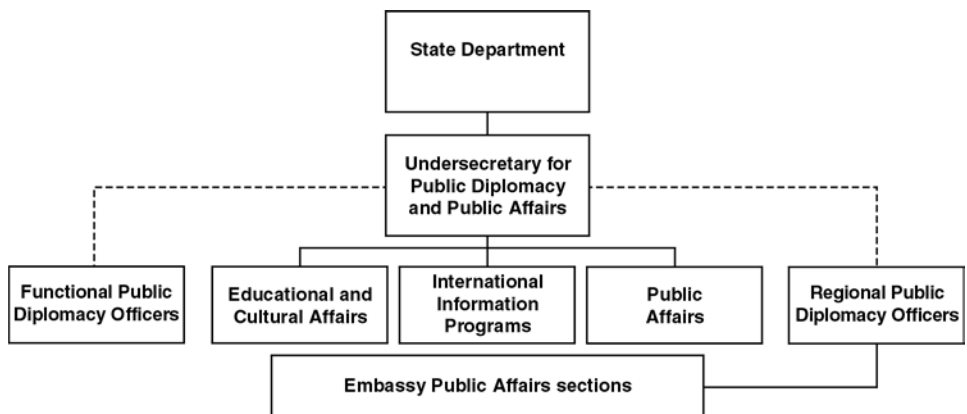 State Department
Undersecretary for
Public Diplomacy
and Public Affairs
Functional Public
Diplomacy Officers
Educational and
Cultural Affairs
International
Information
Programs
Public
Affairs
Regional Public
Diplomacy Officers
Embassy Public Affairs sections